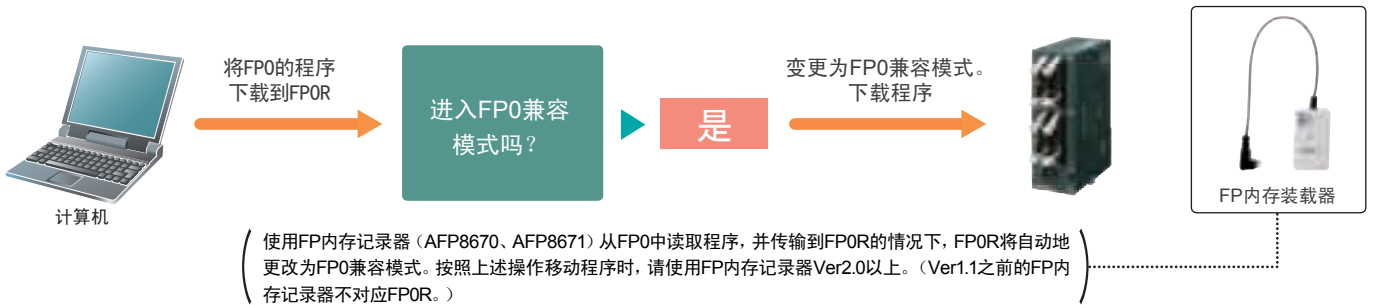 将FP0的程序
下载到FP0R
进入FP0兼容
模式吗？
是
变更为FP0兼容模式。
下载程序
计算机
FP内存装载器
使用FP内存记录器（AFP8670、AFP8671）从FP0中读取程序，并传输到FP0R的情况下，FP0R将自动地
更改为FP0兼容模式。按照上述操作移动程序时，请使用FP内存记录器Ver2.0以上。（Ver1.1之前的FP内
存记录器不对应FP0R。）